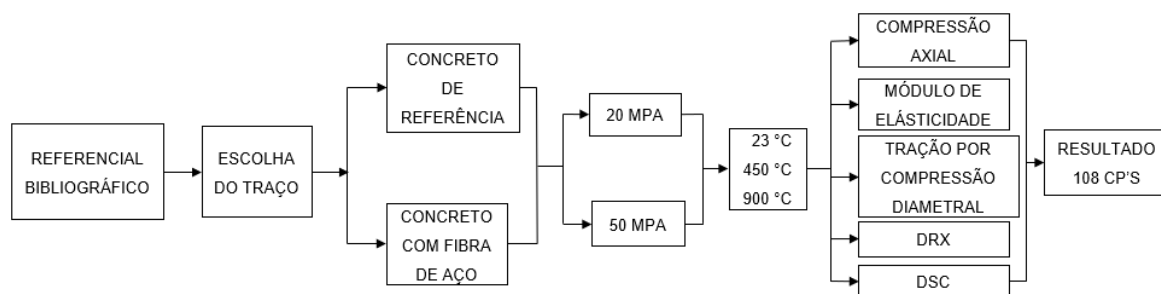 REFERENCIAL
BIBLIOGRÁFICO
ESCOLHA
DO TRAÇO
CONCRETO
DE
REFERÊNCIA
CONCRETO
COM FIBRA
DE AÇO
20 MPA
50 MPA
23 °C
450 °C
900 °C
COMPRESSÃO
AXIAL
MÓDULO DE
ELÁSTICIDADE
TRAÇÃO POR
COMPRESSÃO
DIAMETRAL
DRX
DSC
RESULTADO
108 CP'S